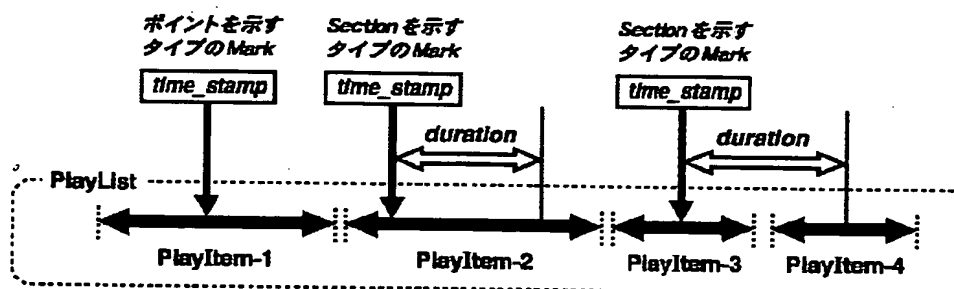 ポイントを示す
タイプのMark
time_stamp
Sectionを示す
タイプのMark
time_stamp
Sectionを示す
タイプのMark
time_stamp
duration
duration
PlayList
PlayItem-1
PlayItem-2
PlayItem-3
PlayItem-4